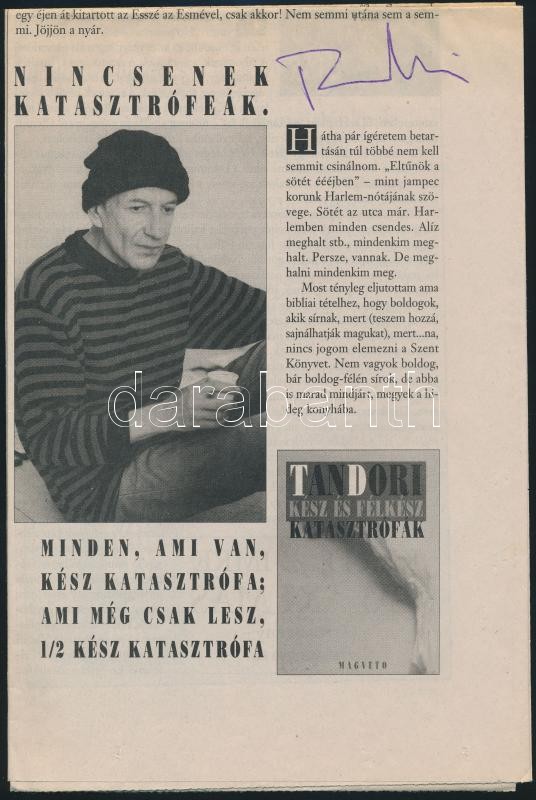 egy éjen át kitartott az Esszé az Esmével, csak akkor! Nem semmi utána sem a sem-
mi. Jöjjön a nyár.
NINCSENEK
KATASZTRÓFEÁK.
Hátha pár ígéretem betar-
tásán túl többé nem kell
semmit csinálnom. „Eltűnök a
sötét éééjben” – mint jampec
korunk Harlem-nótájának szö-
vege. Sötét az utca már. Har-
lemben minden csendes. Alíz
meghalt stb., mindenkim meg-
halt. Persze, vannak. De meg-
halni mindenkim meg.
Most tényleg eljutottam ama
bibliai tételhez, hogy boldogok,
akik sírnak, mert (teszem hozzá,
sajnálhatják magukat), mert...na,
nincs jogom elemezni a Szent
Könyvet. Nem vagyok boldog,
bár boldog-félén sírok, de abba
is marad mindjárt, megyek a hi-
deg konyhába.
darabanth
TANDORI
KÉSZ ÉS FÉLKÉSZ
KATASZTRÓFÁK
MAGVETŐ
MINDEN, AMI VAN,
KÉSZ KATASZTRÓFA;
AMI MÉG CSAK LESZ,
1/2 KÉSZ KATASZTRÓFA